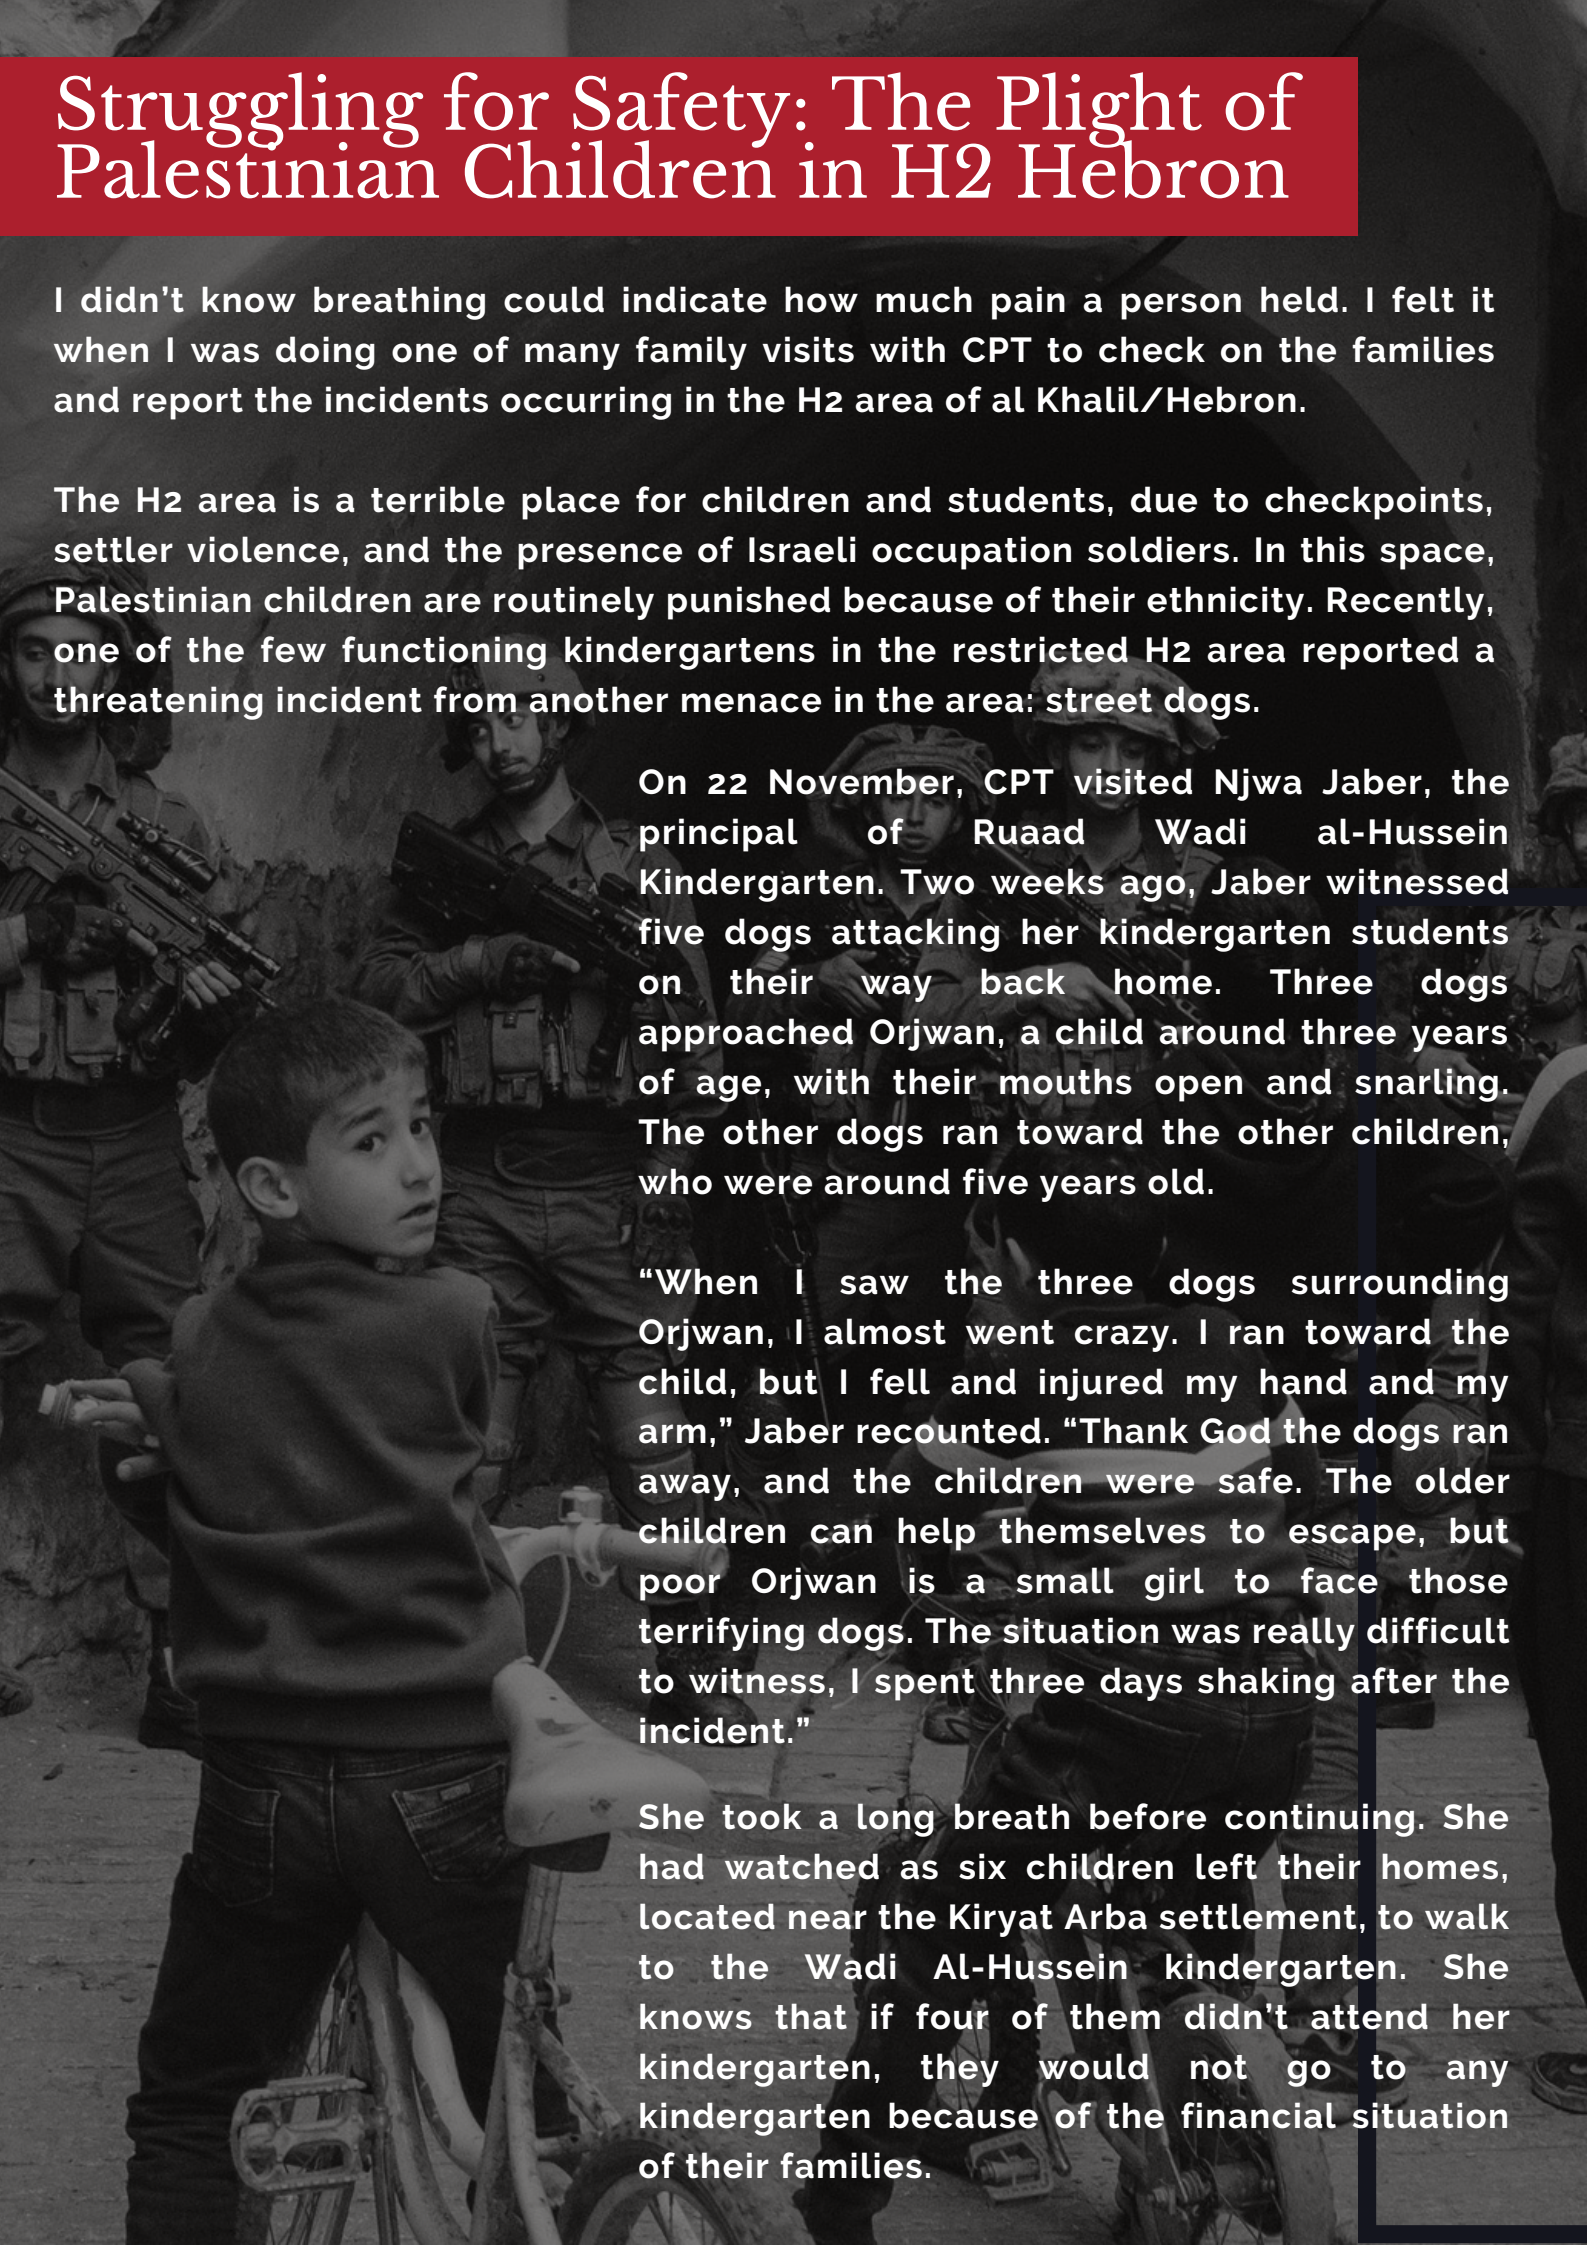 Struggling for Safety: The Plight of
Palestinian Children in H2 Hebron
I didn’t know breathing could indicate how much pain a person held. I felt it
when I was doing one of many family visits with CPT to check on the families
and report the incidents occurring in the H2 area of al Khalil/Hebron.
The H2 area is a terrible place for children and students, due to checkpoints,
settler violence, and the presence of Israeli occupation soldiers. In this space,
Palestinian children are routinely punished because of their ethnicity. Recently,
one of the few functioning kindergartens in the restricted H2 area reported a
threatening incident from another menace in the area: street dogs.
On 22 November, CPT visited Njwa Jaber, the
principal of Ruaad Wadi al-Hussein
Kindergarten. Two weeks ago, Jaber witnessed
five dogs attacking her kindergarten students
on their way back home. Three dogs
approached Orjwan, a child around three years
of age, with their mouths open and snarling.
The other dogs ran toward the other children,
who were around five years old.
“When I saw the three dogs surrounding
Orjwan, I almost went crazy. I ran toward the
child, but I fell and injured my hand and my
arm,” Jaber recounted. “Thank God the dogs ran
away, and the children were safe. The older
children can help themselves to escape, but
poor Orjwan is a small girl to face those
terrifying dogs. The situation was really difficult
to witness, I spent three days shaking after the
incident.”
She took a long breath before continuing. She
had watched as six children left their homes,
located near the Kiryat Arba settlement, to walk
to the Wadi Al-Hussein kindergarten. She
knows that if four of them didn’t attend her
kindergarten, they would not go to any
kindergarten because of the financial situation
of their families.